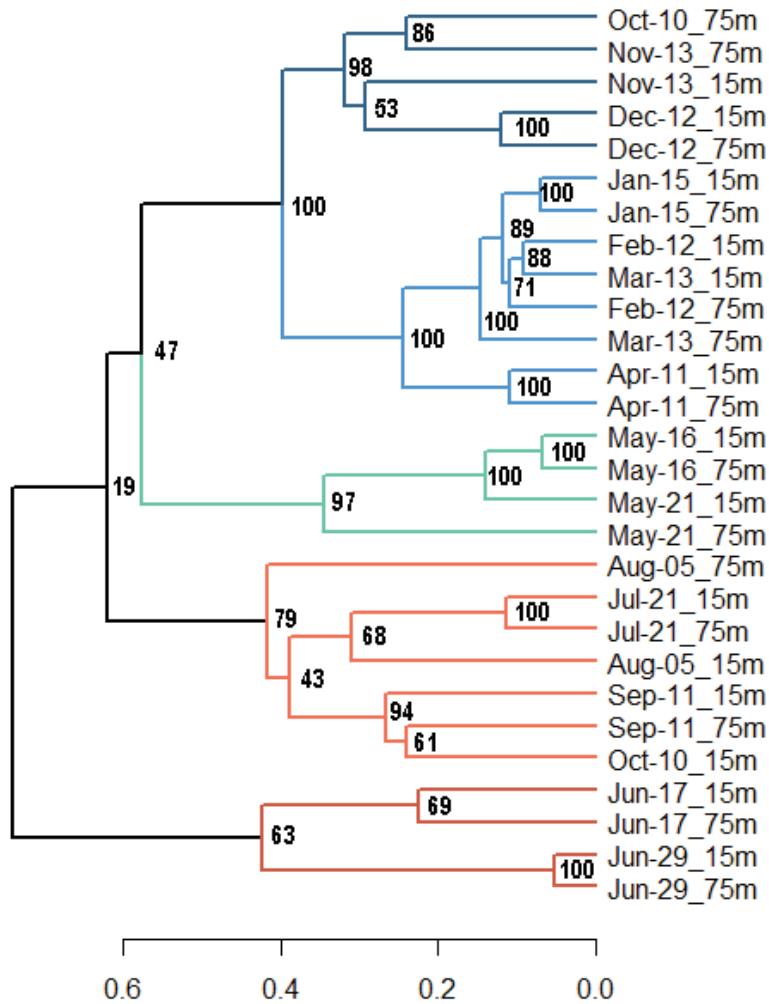 Oct-10_75m
86
Nov-13_75m
98
Nov-13_15m
53
Dec-12_15m
100
Dec-12_75m
Jan-15_15m
100
100
Jan-15_75m
89
Feb-12_15m
88
Mar-13_15m
71
Feb-12_75m
100
100
Mar-13_75m
47
Apr-11_15m
100
Apr-11_75m
May-16_15m
100
May-16_75m
100
19
May-21_15m
97
May-21_75m
Aug-05_75m
Jul-21_15m
100
79
Jul-21_75m
68
Aug-05_15m
43
Sep-11_15m
94
Sep-11_75m
61
Oct-10_15m
Jun-17_15m
69
Jun-17_75m
63
Jun-29_15m
100
Jun-29_75m
0.6 0.4 0.2 0.0